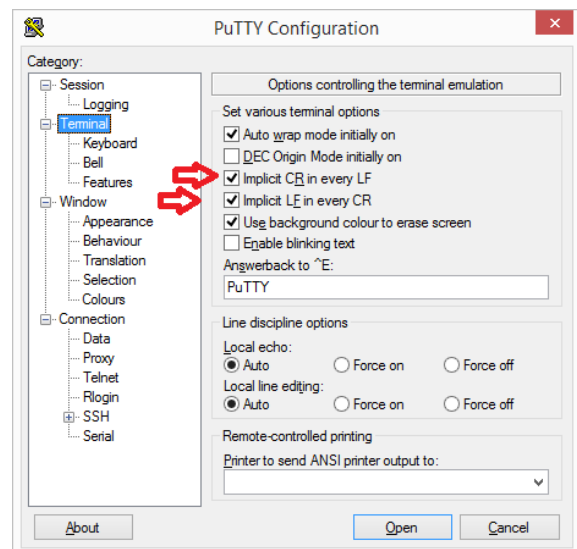 PuTTY Configuration
Category:
Session
Logging
Terminal
Keyboard
Bell
Features
Window
Appearance
Behaviour
Translation
Selection
Colours
Connection
Data
Proxy
Telnet
Rlogin
SSH
Serial
Options controlling the terminal emulation
Set various terminal options
Auto wrap mode initially on
DEC Origin Mode initially on
Implicit CR in every LF
Implicit LF in every CR
Use background colour to erase screen
Enable blinking text
Answerback to ^E:
PuTTY
Line discipline options
Local echo:
Auto Force on Force off
Local line editing:
Auto Force on Force off
Remote-controlled printing
Printer to send ANSI printer output to:
About Open Cancel